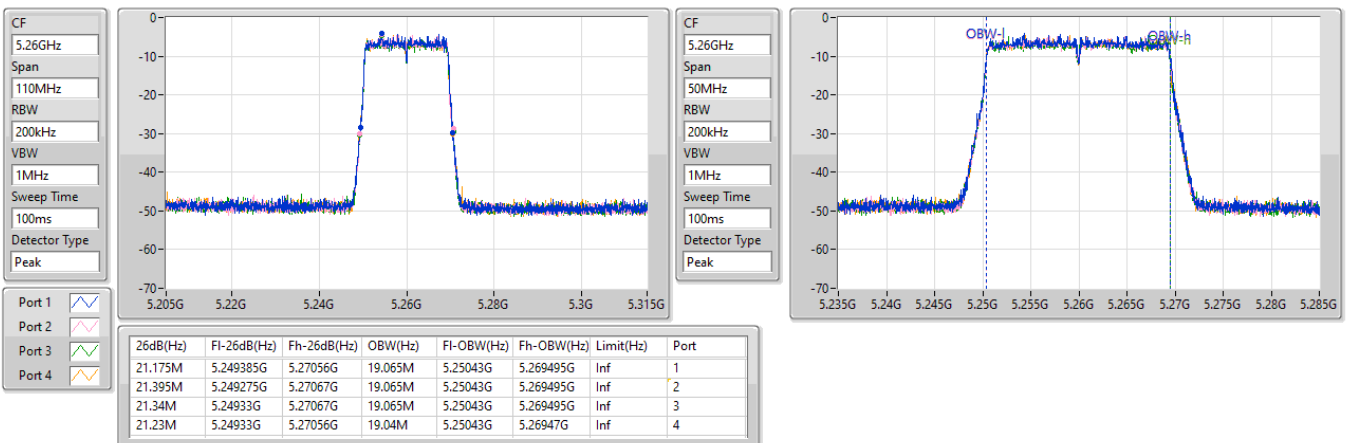 CF
5.26GHz
Span
110MHz
RBW
200kHz
VBW
1MHz
Sweep Time
100ms
Detector Type
Peak
0-
-10-
-20-
-30-
-40-
-50-
-60-
-70-
5.205G 5.22G 5.24G 5.26G 5.28G 5.3G 5.315G
CF
5.26GHz
Span
50MHz
RBW
200kHz
VBW
1MHz
Sweep Time
100ms
Detector Type
Peak
0-
-10-
-20-
-30-
-40-
-50-
-60-
-70-
OBW-l OBW-h
5.235G 5.24G 5.245G 5.25G 5.255G 5.26G 5.265G 5.27G 5.275G 5.28G 5.285G
Port 1
Port 2
Port 3
Port 4
26dB(Hz) Fl-26dB(Hz) Fh-26dB(Hz) OBW(Hz) Fl-OBW(Hz) Fh-OBW(Hz) Limit(Hz) Port
21.175M 5.249385G 5.27056G 19.065M 5.25043G 5.269495G Inf 1
21.395M 5.249275G 5.27067G 19.065M 5.25043G 5.269495G Inf 2
21.34M 5.24933G 5.27067G 19.065M 5.25043G 5.269495G Inf 3
21.23M 5.24933G 5.27056G 19.04M 5.25043G 5.26947G Inf 4